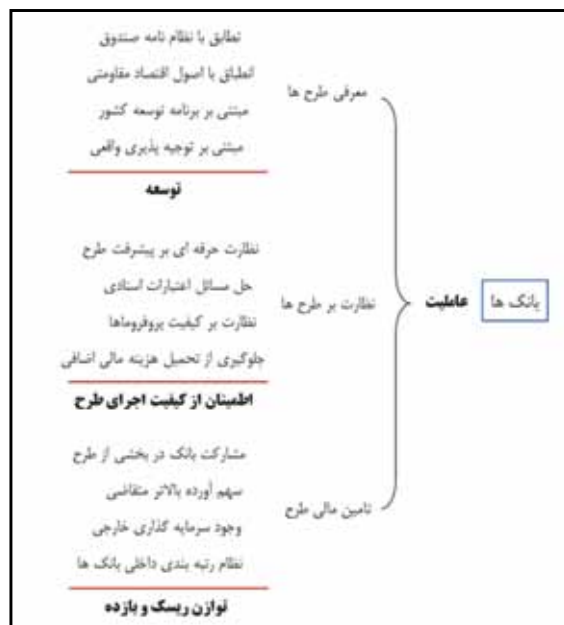 بانک ها
عاملیت
معرفی طرح ها
تطابق با نظام نامه صندوق
انطباق با اصول اقتصاد مقاومتی
مبتنی بر برنامه توسعه کشور
مبتنی بر توجیه پذیری واقعی
توسعه
نظارت بر طرح ها
نظارت حرفه ای بر پیشرفت طرح
حل مسائل اعتبارات اسنادی
نظارت بر کیفیت پروفروماها
جلوگیری از تحمیل هزینه مالی اضافی
اطمینان از کیفیت اجرای طرح
تامین مالی طرح
مشارکت بانک در بخشی از طرح
سهم آورده بالاتر متقاضی
وجود سرمایه گذاری خارجی
نظام رتبه بندی داخلی بانک ها
توازن ریسک و بازده